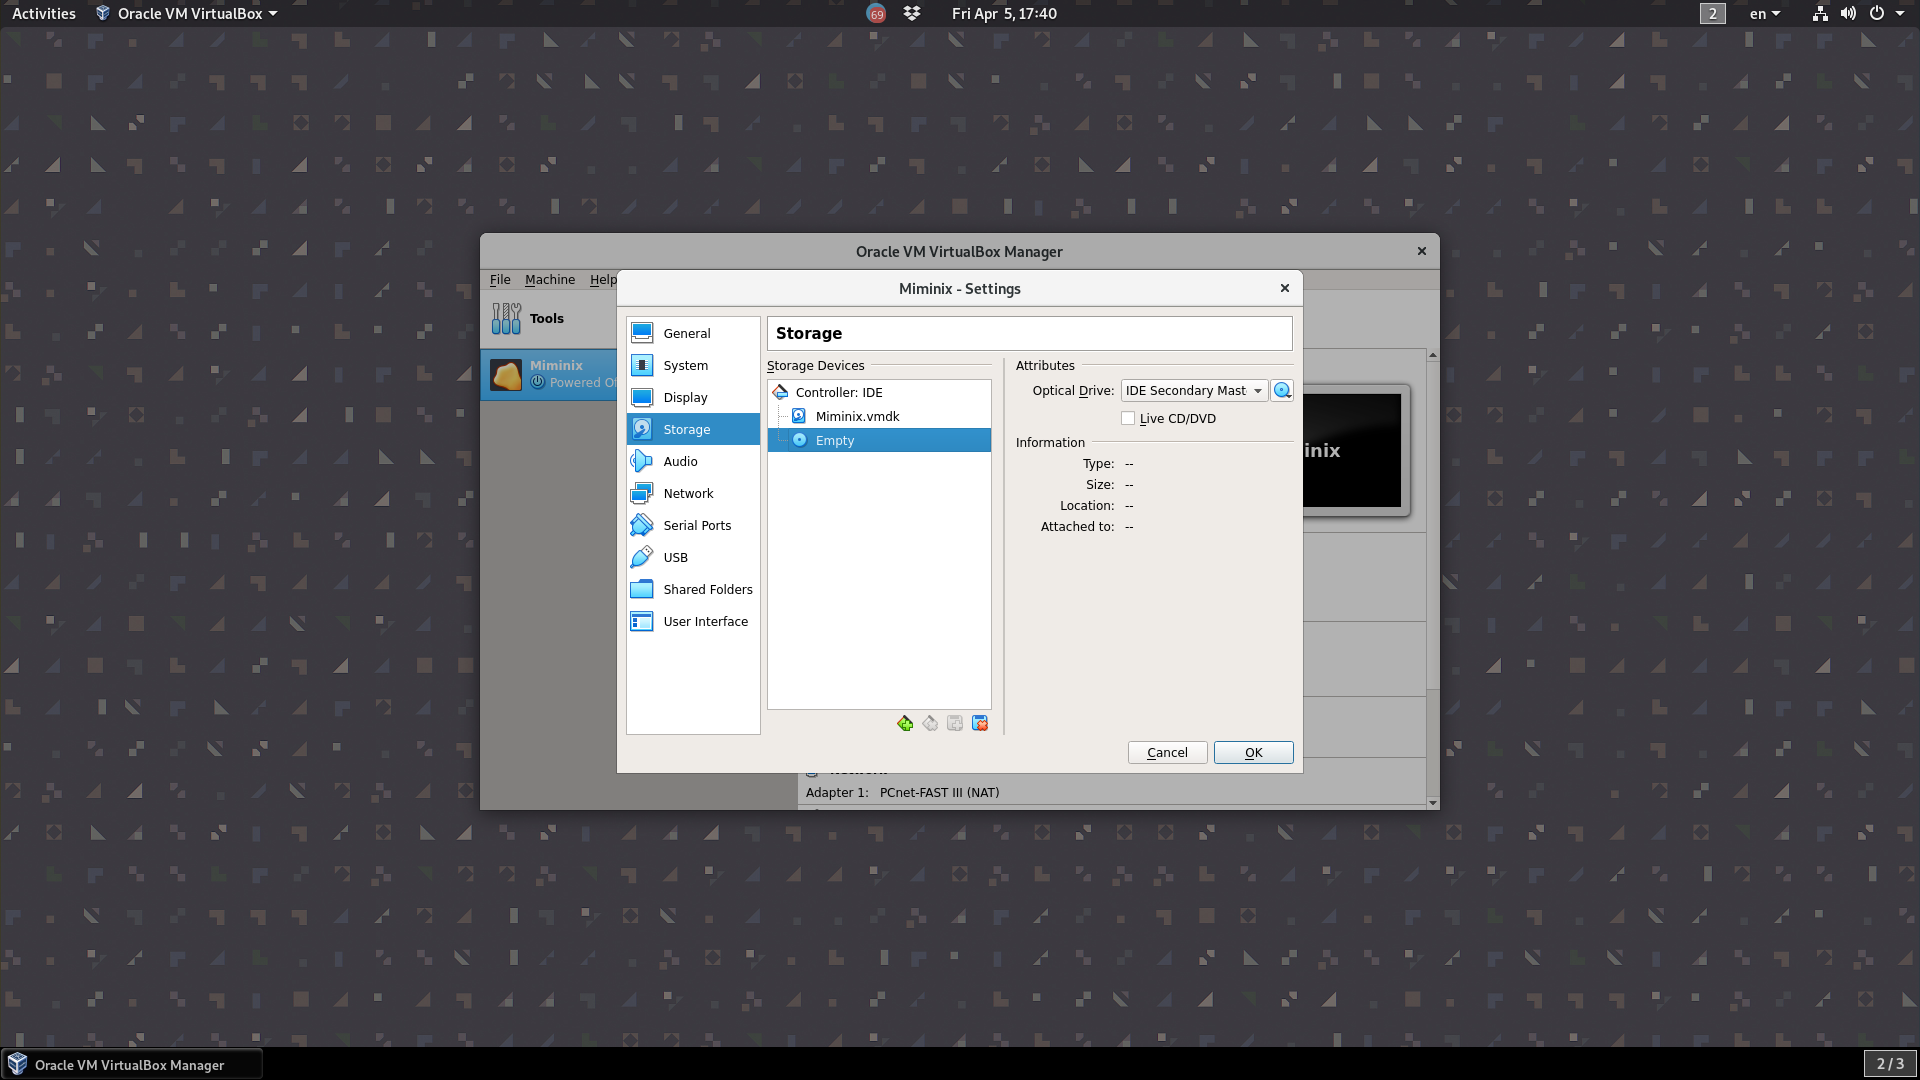 Activities
Oracle VM VirtualBox
69
Fri Apr 5, 17:40
2
en
Oracle VM VirtualBox Manager
File Machine Help
Tools
Miminix
Powered
Miminix - Settings
General
System
Display
Storage
Audio
Network
Serial Ports
USB
Shared Folders
User Interface
Storage
Storage Devices
Controller: IDE
Miminix.vmdk
Empty
Attributes
Optical Drive: IDE Secondary Mast
Live CD/DVD
Information
Type: --
Size: --
Location: --
Attached to: --
Cancel OK
inix
Adapter 1: PCnet-FAST III (NAT)
Oracle VM VirtualBox Manager
2 / 3